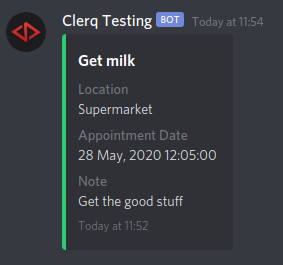 Clerq Testing BOT Today at 11:54
Get milk
Location
Supermarket
Appointment Date
28 May, 2020 12:05:00
Note
Get the good stuff
Today at 11:52